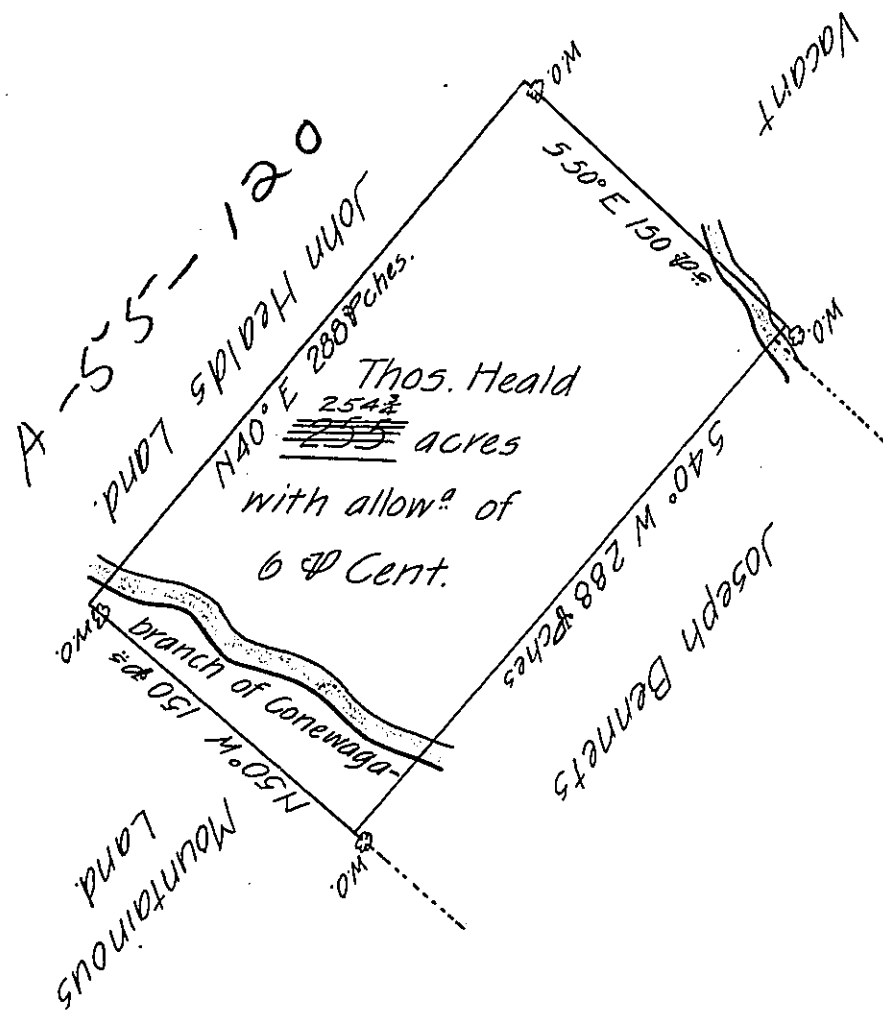 A-55-120
Vacant
W.O.
S50° E 150 ps
W.O.
John Healds Land.
N40° E 288 Pches.
Thos. Heald
254¾
255 acres
with allowª of
6 ⅌ Cent.
S40° W 288 Pches
Joseph Bennets
W.O.
branch of Conewaga-
N50° W 150 ps
W.O.
Mountainous
Land.